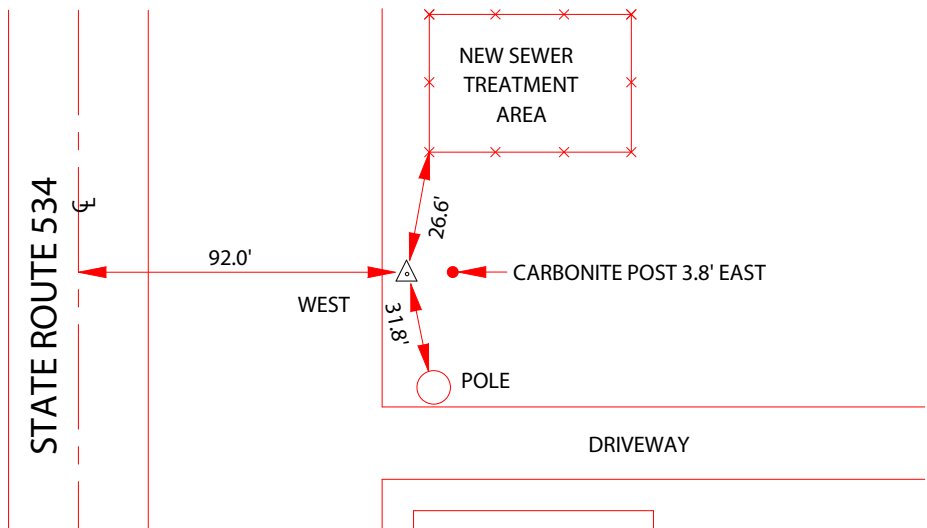 NEW SEWER
TREATMENT
AREA
STATE ROUTE 534
℄
26.6'
92.0'
CARBONITE POST 3.8' EAST
WEST
31.8'
POLE
DRIVEWAY